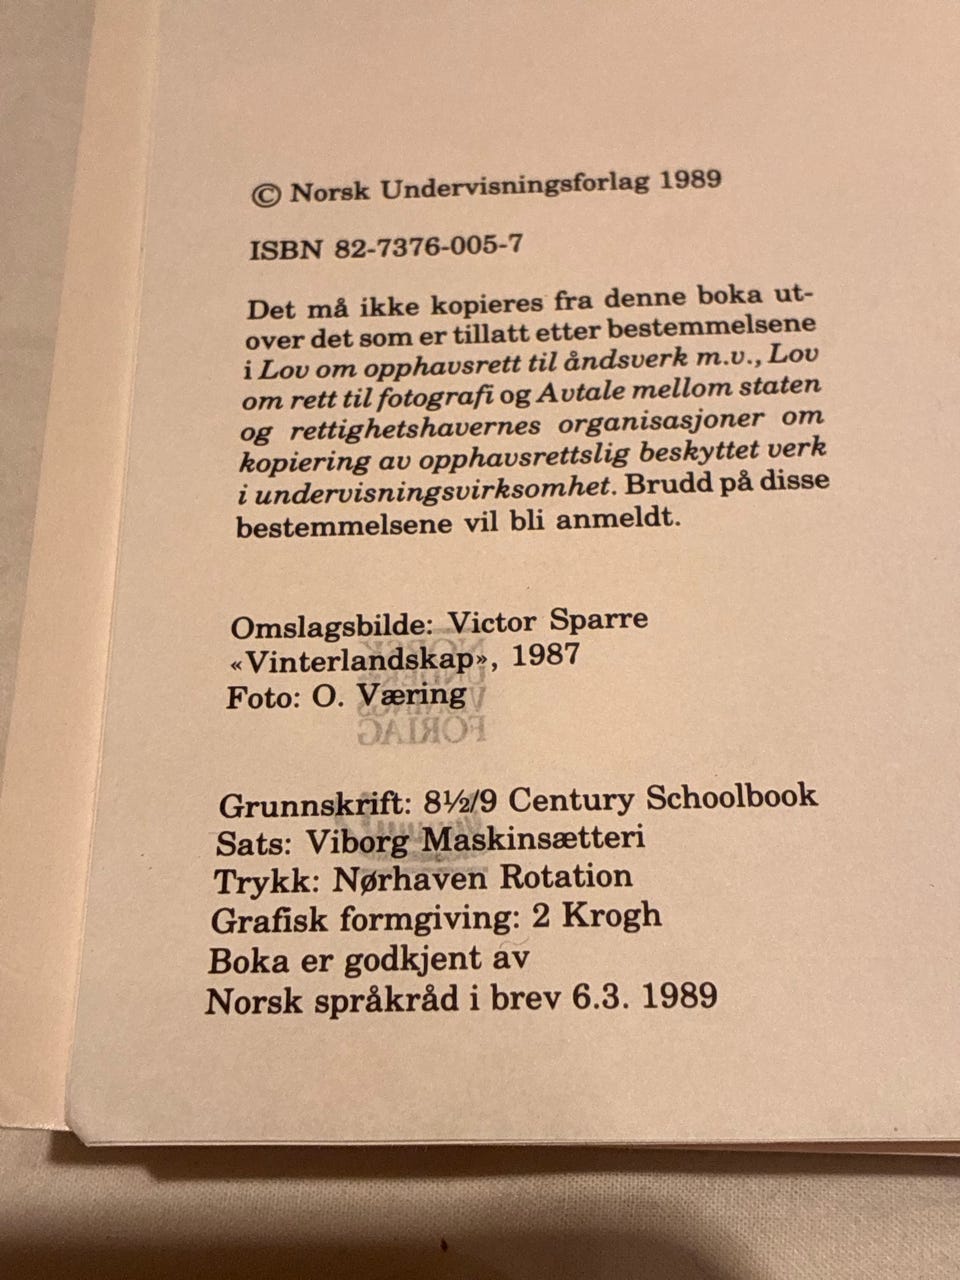 © Norsk Undervisningsforlag 1989
ISBN 82-7376-005-7
Det må ikke kopieres fra denne boka ut-
over det som er tillatt etter bestemmelsene
i Lov om opphavsrett til åndsverk m.v., Lov
om rett til fotografi og Avtale mellom staten
og rettighetshavernes organisasjoner om
kopiering av opphavsrettslig beskyttet verk
i undervisningsvirksomhet. Brudd på disse
bestemmelsene vil bli anmeldt.
Omslagsbilde: Victor Sparre
«Vinterlandskap», 1987
Foto: O. Væring
Grunnskrift: 8½/9 Century Schoolbook
Sats: Viborg Maskinsætteri
Trykk: Nørhaven Rotation
Grafisk formgiving: 2 Krogh
Boka er godkjent av
Norsk språkråd i brev 6.3. 1989